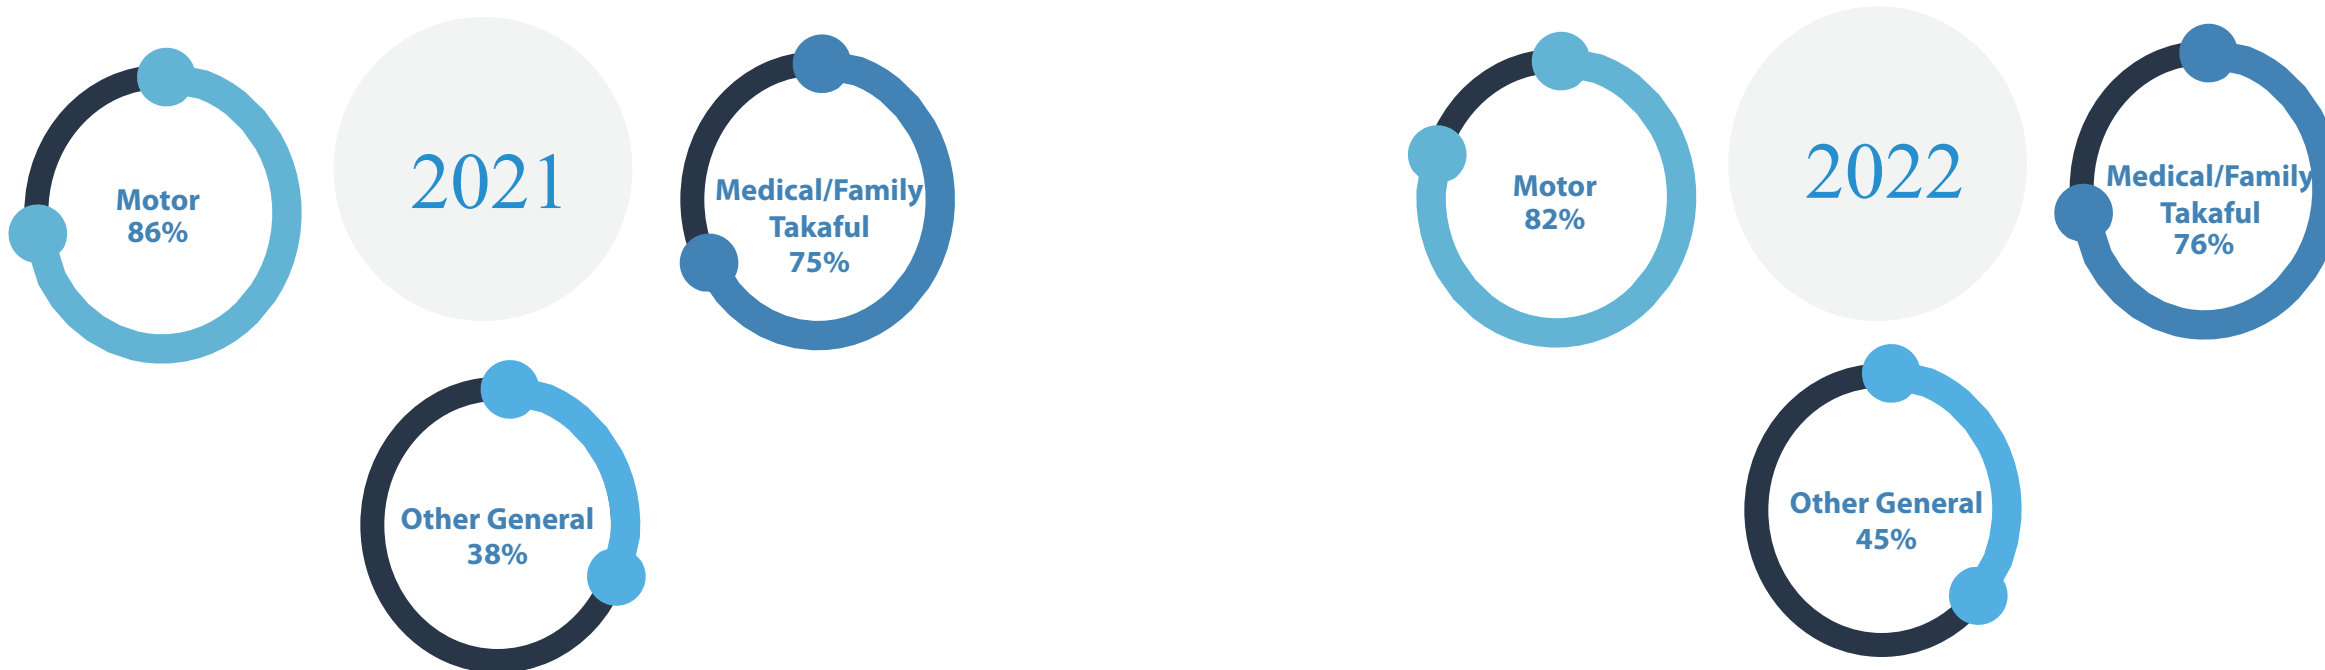 2021
Motor
86%
Medical/Family
Takaful
75%
Other General
38%
2022
Motor
82%
Medical/Family
Takaful
76%
Other General
45%